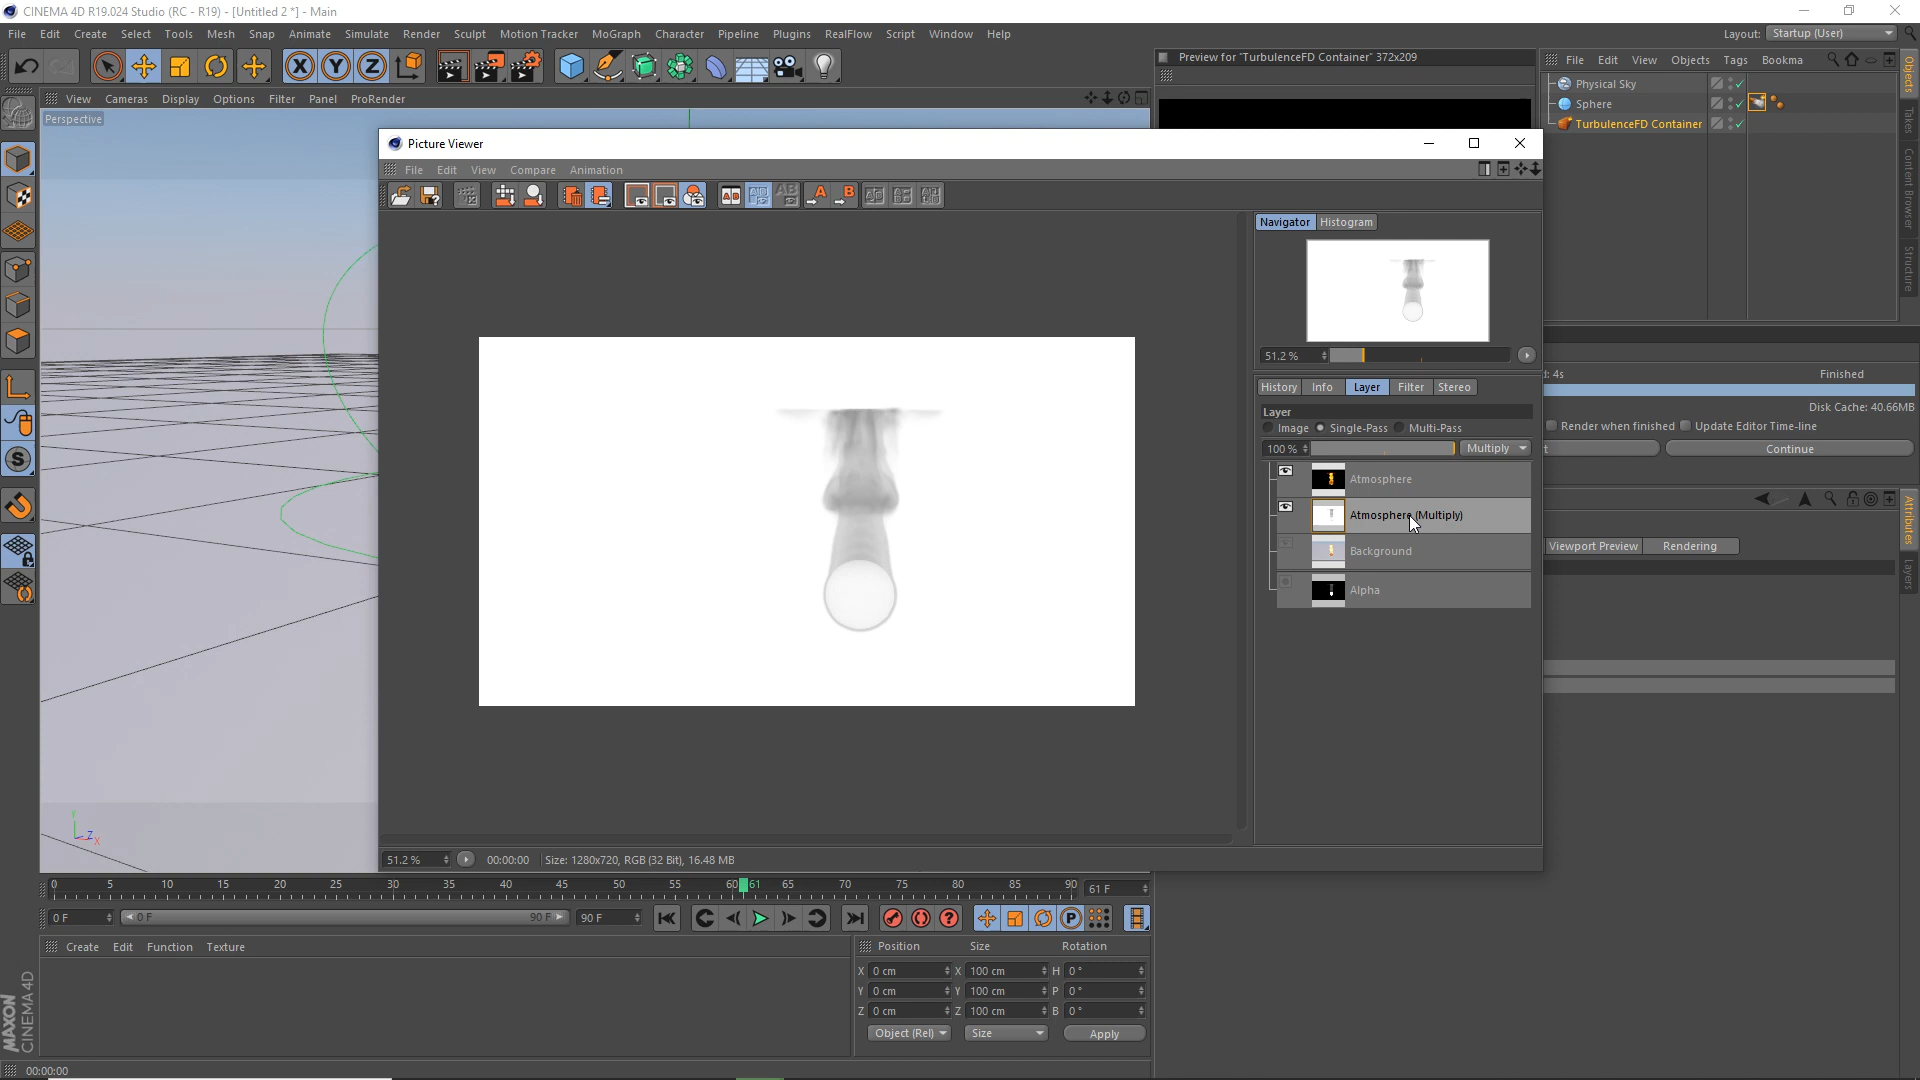 CINEMA 4D R19.024 Studio (RC - R19) - [Untitled 2 *] - Main
File Edit Create Select Tools Mesh Snap Animate Simulate Render Sculpt Motion Tracker MoGraph Character Pipeline Plugins RealFlow Script Window Help
Layout: Startup (User)
View Cameras Display Options Filter Panel ProRender
Perspective
Preview for "TurbulenceFD Container" 372x209
File Edit View Objects Tags Bookma
Physical Sky
Sphere
TurbulenceFD Container
Objects
Takes
Content Browser
Structure
Picture Viewer
File Edit View Compare Animation
Navigator Histogram
51.2 %
History Info Layer Filter Stereo
Layer
Image Single-Pass Multi-Pass
100 % Multiply
Atmosphere
Atmosphere (Multiply)
Background
Alpha
4s Finished
Disk Cache: 40.66MB
Render when finished Update Editor Time-line
Continue
Viewport Preview Rendering
Attributes
Layers
51.2 % 00:00:00 Size: 1280x720, RGB (32 Bit), 16.48 MB
0 5 10 15 20 25 30 35 40 45 50 55 60 61 65 70 75 80 85 90 61 F
0 F 0 F 90 F 90 F
Create Edit Function Texture
Position Size Rotation
X 0 cm X 100 cm H 0 °
Y 0 cm Y 100 cm P 0 °
Z 0 cm Z 100 cm B 0 °
Object (Rel) Size Apply
MAXON
CINEMA 4D
00:00:00